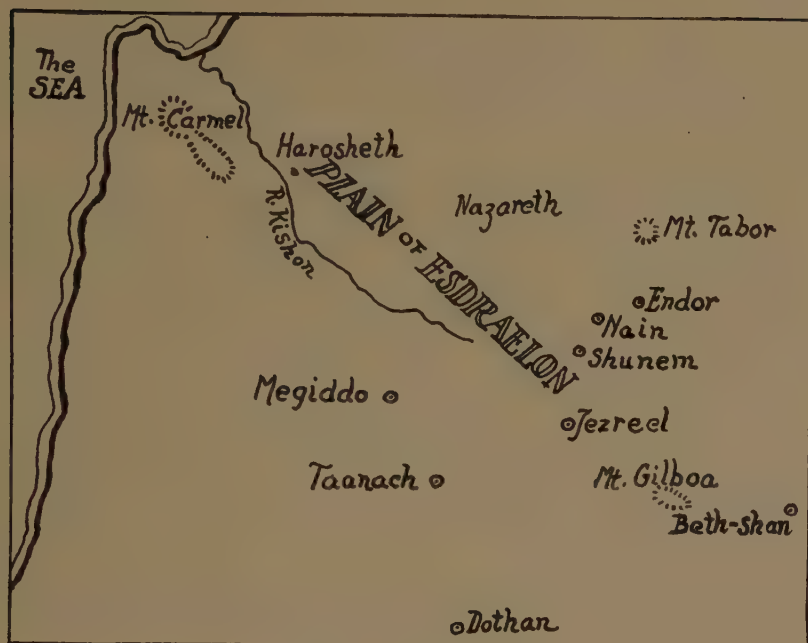 The
SEA
Mt. Carmel
Harosheth
R. Kishon
PLAIN OF ESDRAELON
Nazareth
Mt. Tabor
Endor
Nain
Shunem
Megiddo
Jezreel
Taanach
Mt. Gilboa
Beth-shan
Dothan